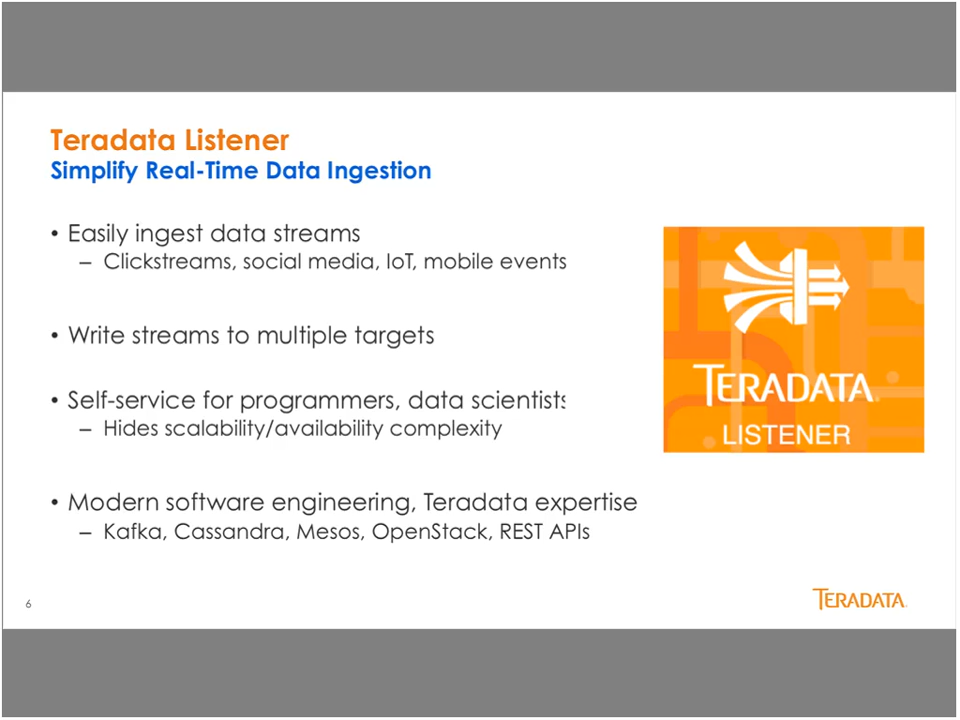 Teradata Listener
Simplify Real-Time Data Ingestion
• Easily ingest data streams
– Clickstreams, social media, IoT, mobile events
• Write streams to multiple targets
• Self-service for programmers, data scientists
– Hides scalability/availability complexity
• Modern software engineering, Teradata expertise
– Kafka, Cassandra, Mesos, OpenStack, REST APIs
TERADATA
LISTENER
6
TERADATA